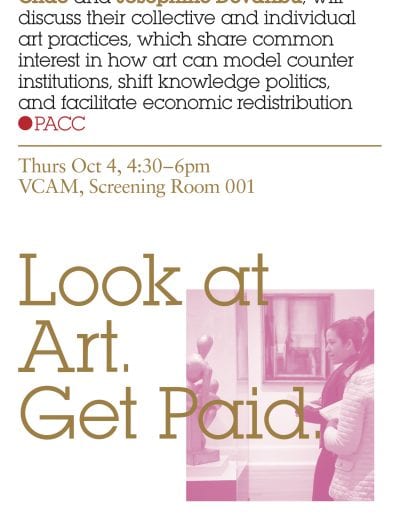 and
, will
discuss their collective and individual
art practices, which share common
interest in how art can model counter
institutions, shift knowledge politics,
and facilitate economic redistribution
●PACC
Thurs Oct 4, 4:30–6pm
VCAM, Screening Room 001
Look at
Art.
Get Paid.